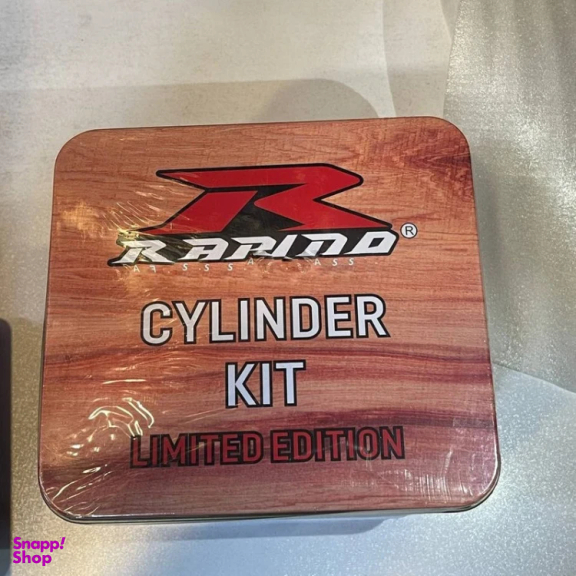 R
RAPIDO®
CYLINDER
KIT
LIMITED EDITION
Snapp!
Shop